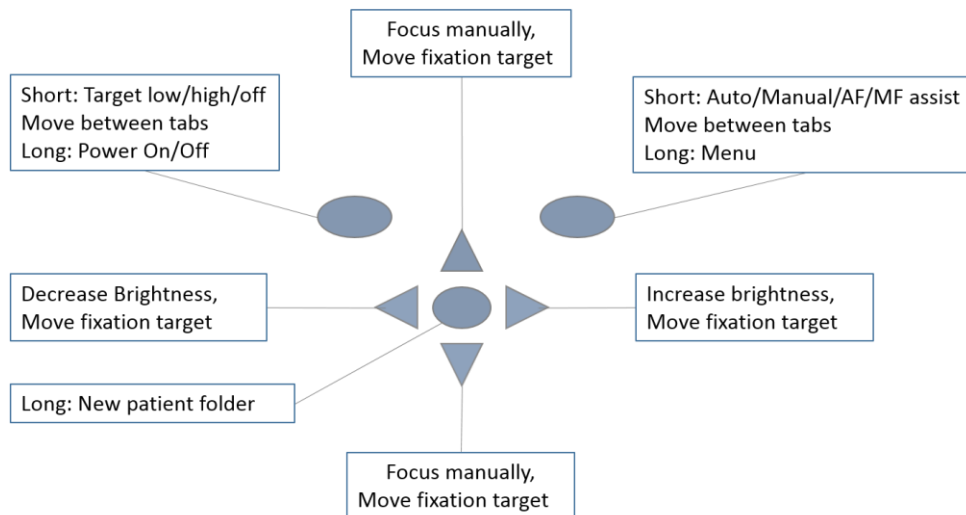 Focus manually,
Move fixation target
Short: Target low/high/off
Move between tabs
Long: Power On/Off
Short: Auto/Manual/AF/MF assist
Move between tabs
Long: Menu
Decrease Brightness,
Move fixation target
Increase brightness,
Move fixation target
Long: New patient folder
Focus manually,
Move fixation target